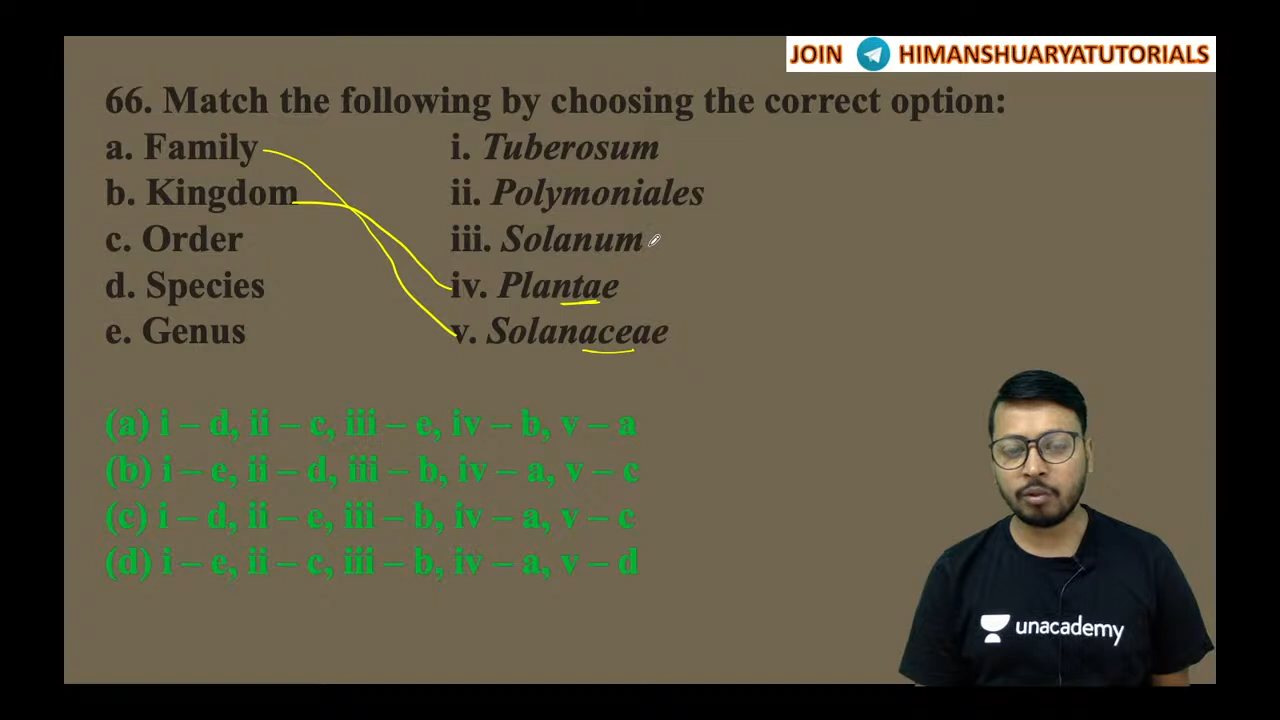 JOIN HIMANSHUARYATUTORIALS
66. Match the following by choosing the correct option:
a. Family i. Tuberosum
b. Kingdom ii. Polymoniales
c. Order iii. Solanum
d. Species iv. Plantae
e. Genus v. Solanaceae
(a) i – d, ii – c, iii – e, iv – b, v – a
(b) i – e, ii – d, iii – b, iv – a, v – c
(c) i – d, ii – e, iii – b, iv – a, v – c
(d) i – e, ii – c, iii – b, iv – a, v – d
unacademy